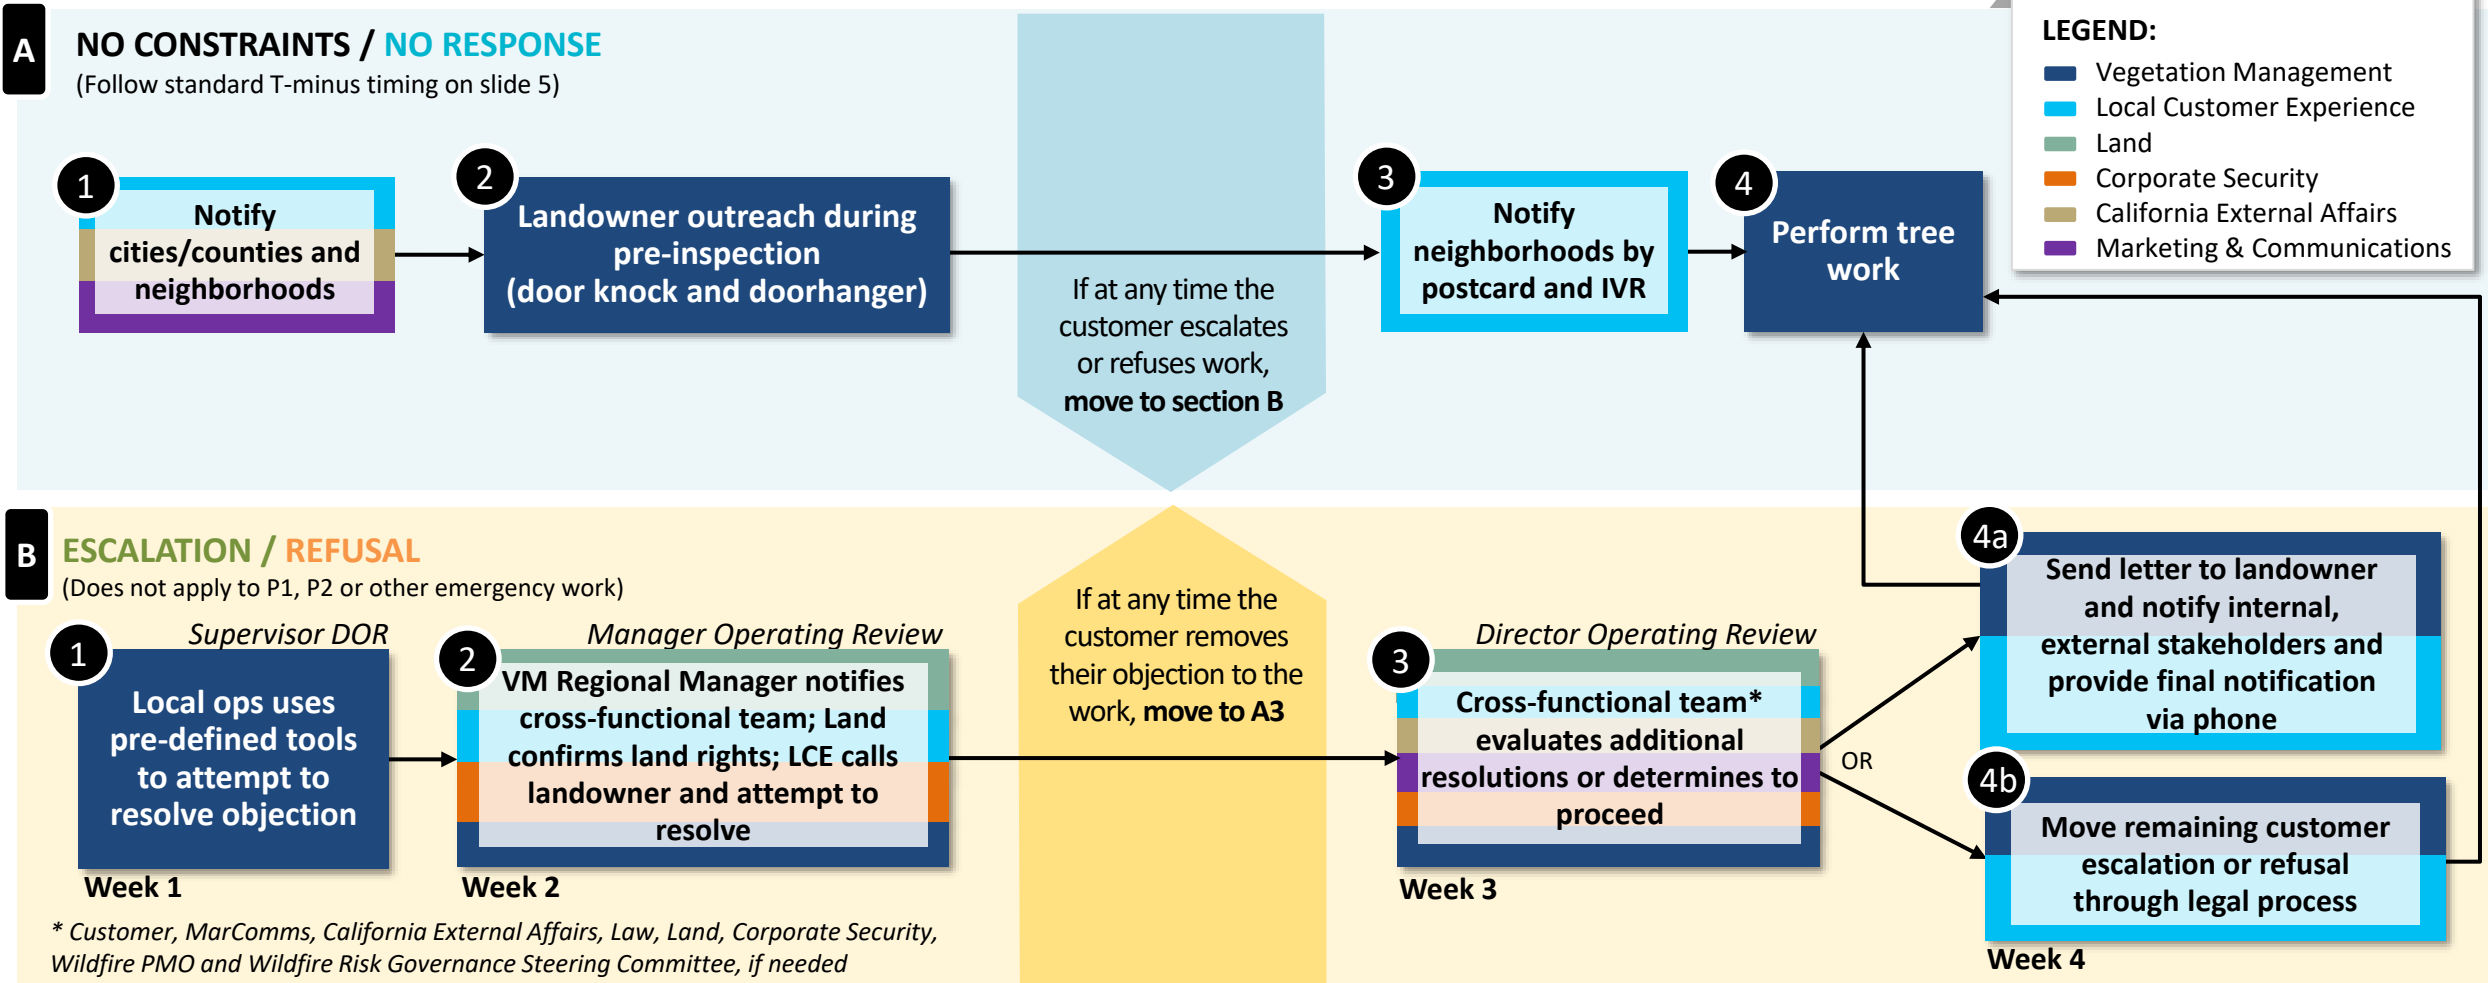 A
NO CONSTRAINTS / NO RESPONSE
(Follow standard T-minus timing on slide 5)
LEGEND:
Vegetation Management
Local Customer Experience
Land
Corporate Security
California External Affairs
Marketing & Communications
1
Notify
cities/counties and
neighborhoods
2
Landowner outreach during
pre-inspection
(door knock and doorhanger)
If at any time the
customer escalates
or refuses work,
move to section B
3
Notify
neighborhoods by
postcard and IVR
4
Perform tree
work
B
ESCALATION / REFUSAL
(Does not apply to P1, P2 or other emergency work)
Supervisor DOR
1
Local ops uses
pre-defined tools
to attempt to
resolve objection
Week 1
Manager Operating Review
2
VM Regional Manager notifies
cross-functional team; Land
confirms land rights; LCE calls
landowner and attempt to
resolve
Week 2
If at any time the
customer removes
their objection to the
work, move to A3
Director Operating Review
3
Cross-functional team*
evaluates additional
resolutions or determines to
proceed
Week 3
OR
4a
Send letter to landowner
and notify internal,
external stakeholders and
provide final notification
via phone
4b
Move remaining customer
escalation or refusal
through legal process
Week 4
* Customer, MarComms, California External Affairs, Law, Land, Corporate Security,
Wildfire PMO and Wildfire Risk Governance Steering Committee, if needed